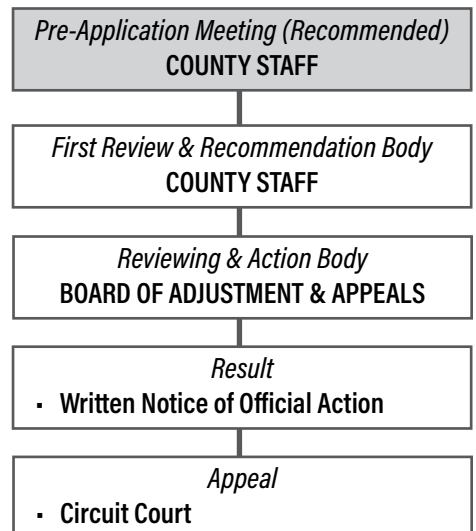 Pre-Application Meeting (Recommended)
COUNTY STAFF
First Review & Recommendation Body
COUNTY STAFF
Reviewing & Action Body
BOARD OF ADJUSTMENT & APPEALS
Result
▪ Written Notice of Official Action
Appeal
▪ Circuit Court